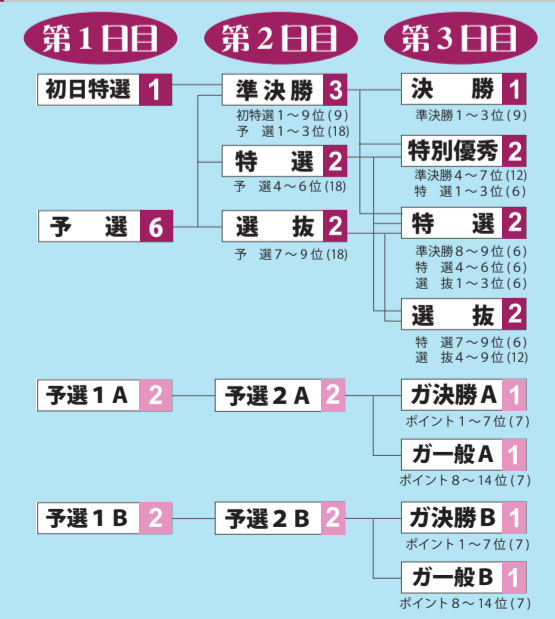 第1日目 第2日目 第3日目
初日特選 1
準決勝 3
初特選1〜9位(9)
予 選1〜3位(18)
決 勝 1
準決勝1〜3位(9)
特別優秀 2
準決勝4〜7位(12)
特 選1〜3位(6)
特 選 2
予 選4〜6位(18)
予 選 6
選 抜 2
予 選7〜9位(18)
特 選 2
準決勝8〜9位(6)
特 選4〜6位(6)
選 抜1〜3位(6)
選 抜 2
特 選7〜9位(6)
選 抜4〜9位(12)
予選1A 2
予選2A 2
ガ決勝A 1
ポイント1〜7位(7)
ガ一般A 1
ポイント8〜14位(7)
予選1B 2
予選2B 2
ガ決勝B 1
ポイント1〜7位(7)
ガ一般B 1
ポイント8〜14位(7)